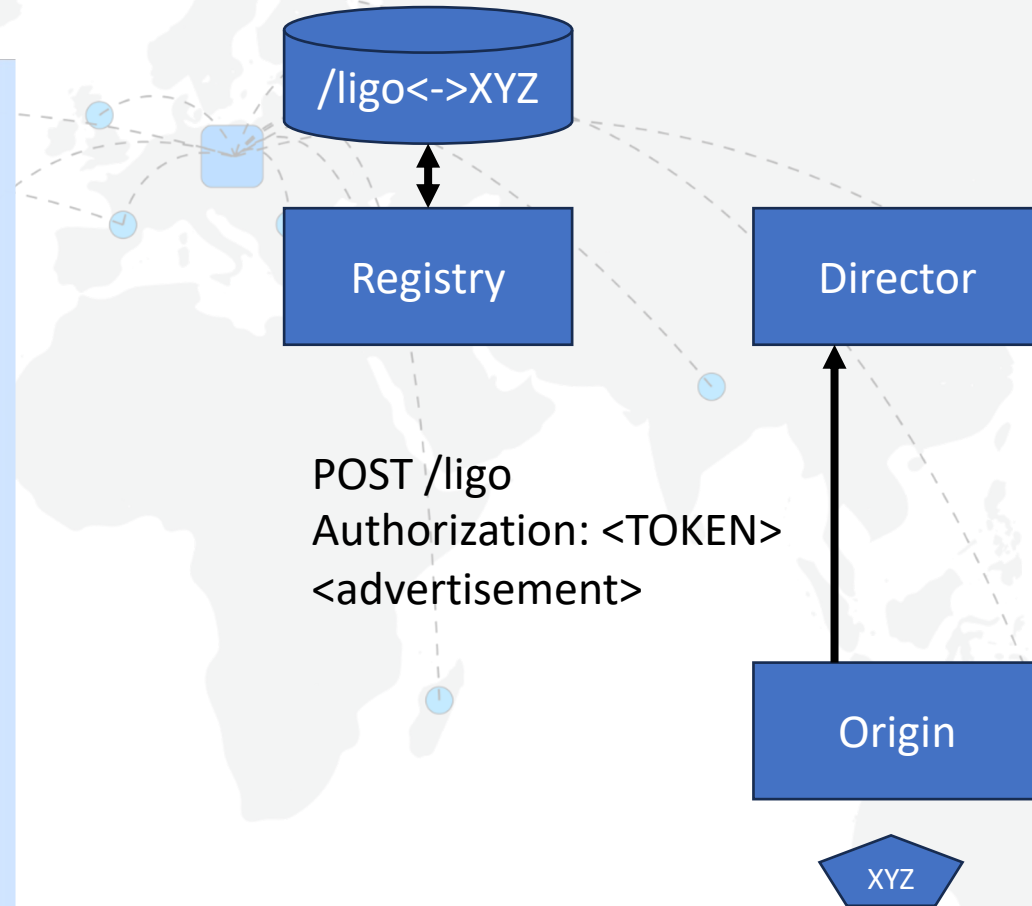 /ligo<->XYZ
Registry
Director
POST /ligo
Authorization: <TOKEN>
<advertisement>
Origin
XYZ